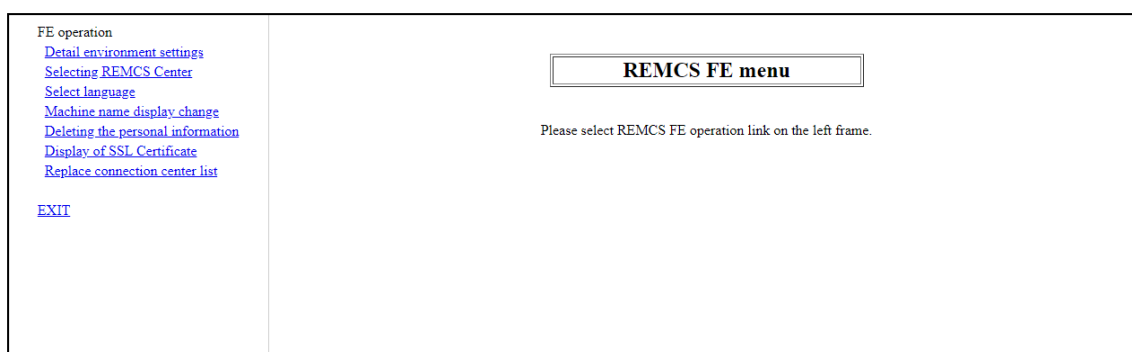 FE operation
Detail environment settings
Selecting REMCS Center
Select language
Machine name display change
Deleting the personal information
Display of SSL Certificate
Replace connection center list
EXIT
REMCS FE menu
Please select REMCS FE operation link on the left frame.